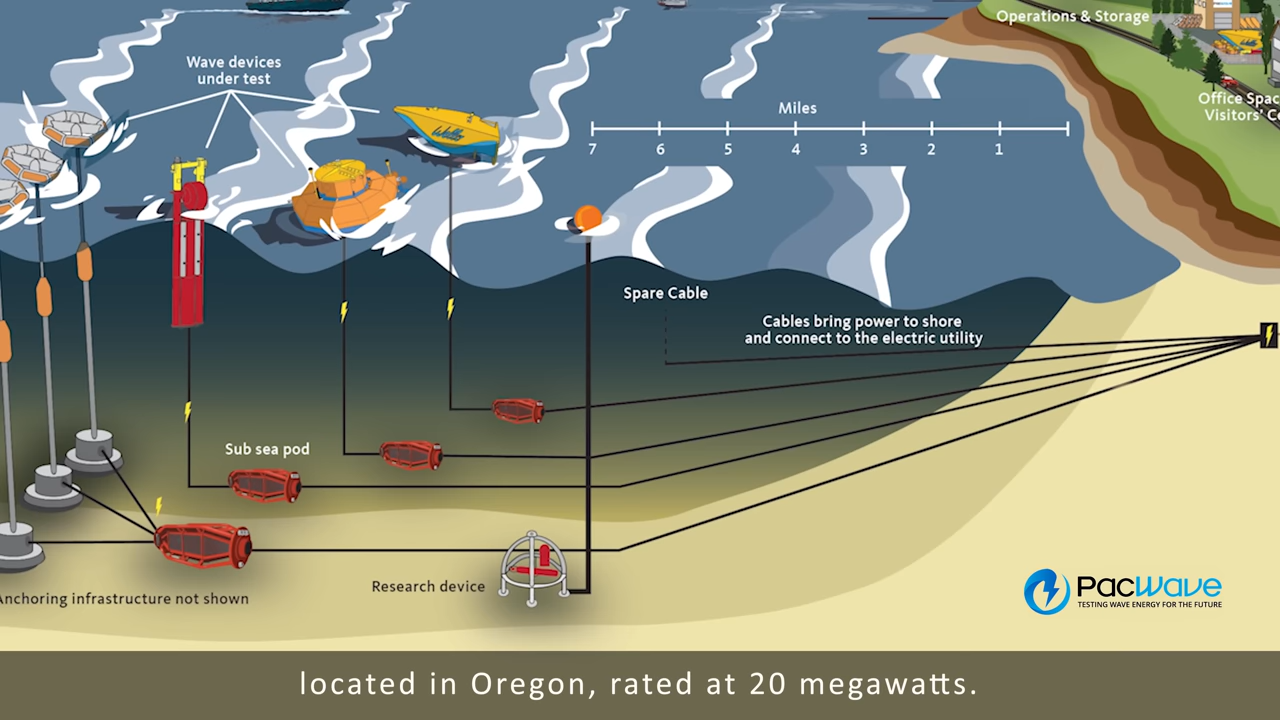 Operations & Storage
Wave devices
under test
Office
Visitors'
Miles
7 6 5 4 3 2 1
Spare Cable
Cables bring power to shore
and connect to the electric utility
Sub sea pod
Research device
Anchoring infrastructure not shown
PacWave
TESTING WAVE ENERGY FOR THE FUTURE
located in Oregon, rated at 20 megawatts.